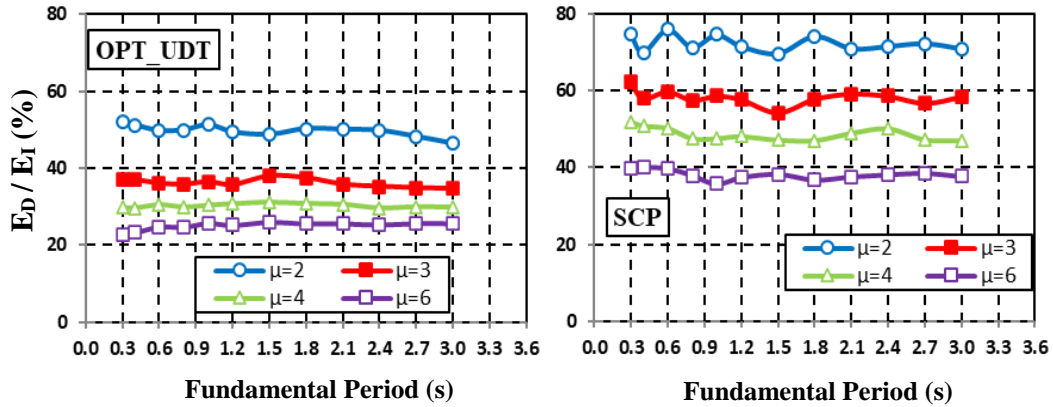 E_D / E_I (%)
80
60
40
20
0
OPT_UDT
μ=2
μ=3
μ=4
μ=6
0.0 0.3 0.6 0.9 1.2 1.5 1.8 2.1 2.4 2.7 3.0 3.3 3.6
Fundamental Period (s)
80
60
40
20
0
SCP
μ=2
μ=3
μ=4
μ=6
0.0 0.3 0.6 0.9 1.2 1.5 1.8 2.1 2.4 2.7 3.0 3.3 3.6
Fundamental Period (s)